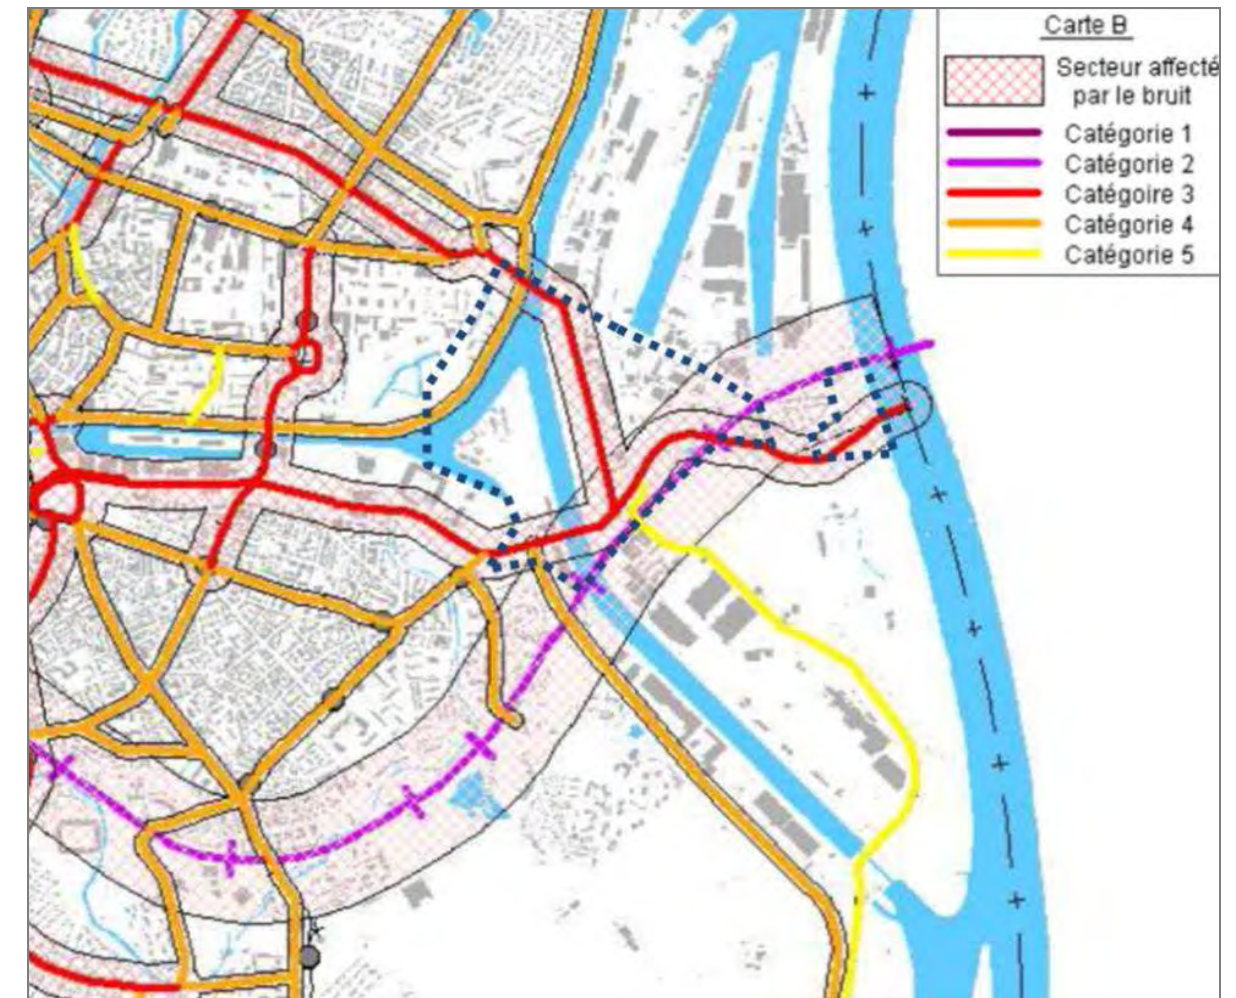 Carte B
Secteur affecté
par le bruit
Catégorie 1
Catégorie 2
Catégoire 3
Catégorie 4
Catégorie 5